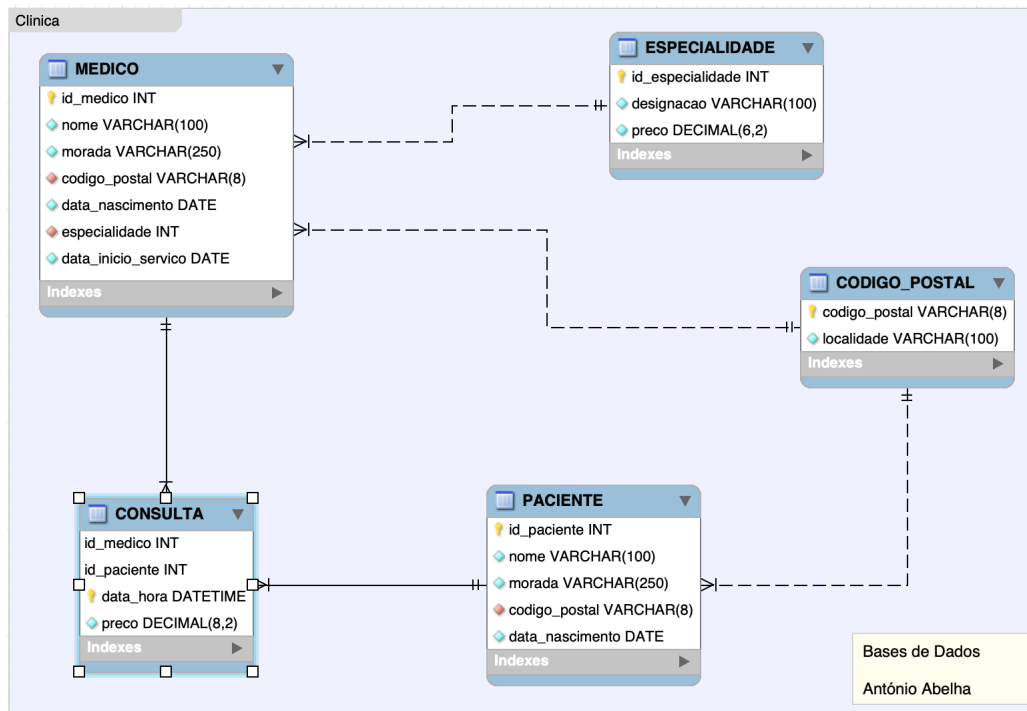 Clinica
MEDICO
id_medico INT
nome VARCHAR(100)
morada VARCHAR(250)
codigo_postal VARCHAR(8)
data_nascimento DATE
especialidade INT
data_inicio_servico DATE
Indexes
ESPECIALIDADE
id_especialidade INT
designacao VARCHAR(100)
preco DECIMAL(6,2)
Indexes
CODIGO_POSTAL
codigo_postal VARCHAR(8)
localidade VARCHAR(100)
Indexes
CONSULTA
id_medico INT
id_paciente INT
data_hora DATETIME
preco DECIMAL(8,2)
Indexes
PACIENTE
id_paciente INT
nome VARCHAR(100)
morada VARCHAR(250)
codigo_postal VARCHAR(8)
data_nascimento DATE
Indexes
Bases de Dados
António Abelha